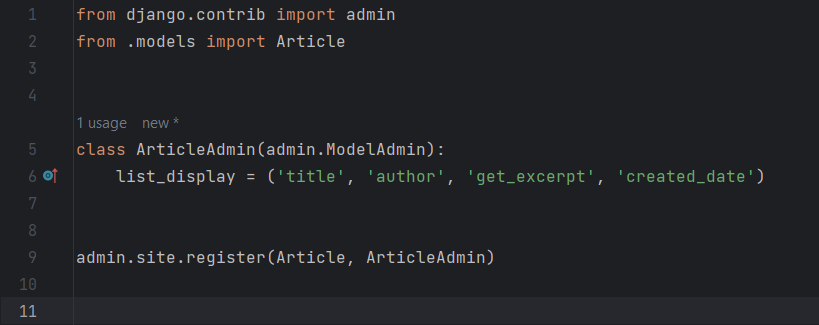 1 from django.contrib import admin
2 from .models import Article
3
4
1 usage new *
5 class ArticleAdmin(admin.ModelAdmin):
6 list_display = ('title', 'author', 'get_excerpt', 'created_date')
7
8
9 admin.site.register(Article, ArticleAdmin)
10
11